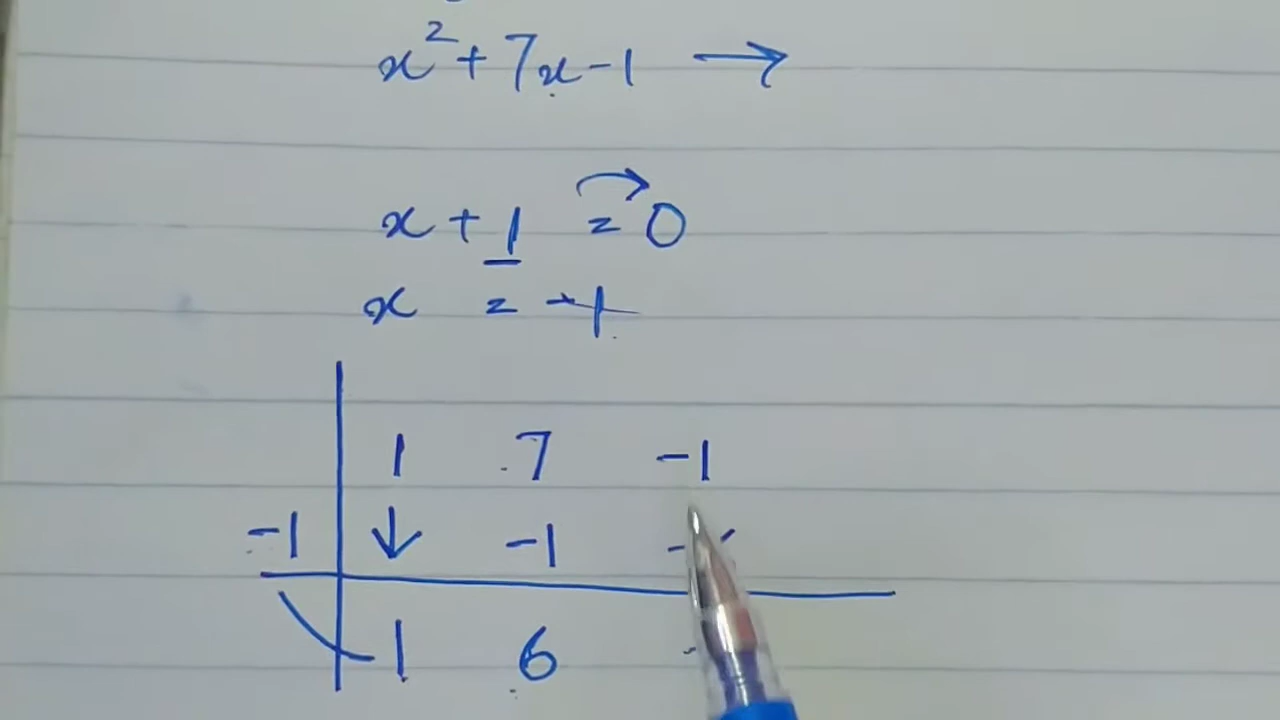 x² + 7x - 1 →
x + 1 = 0
x = -1
1 7 -1
-1 ↓ -1
1 6